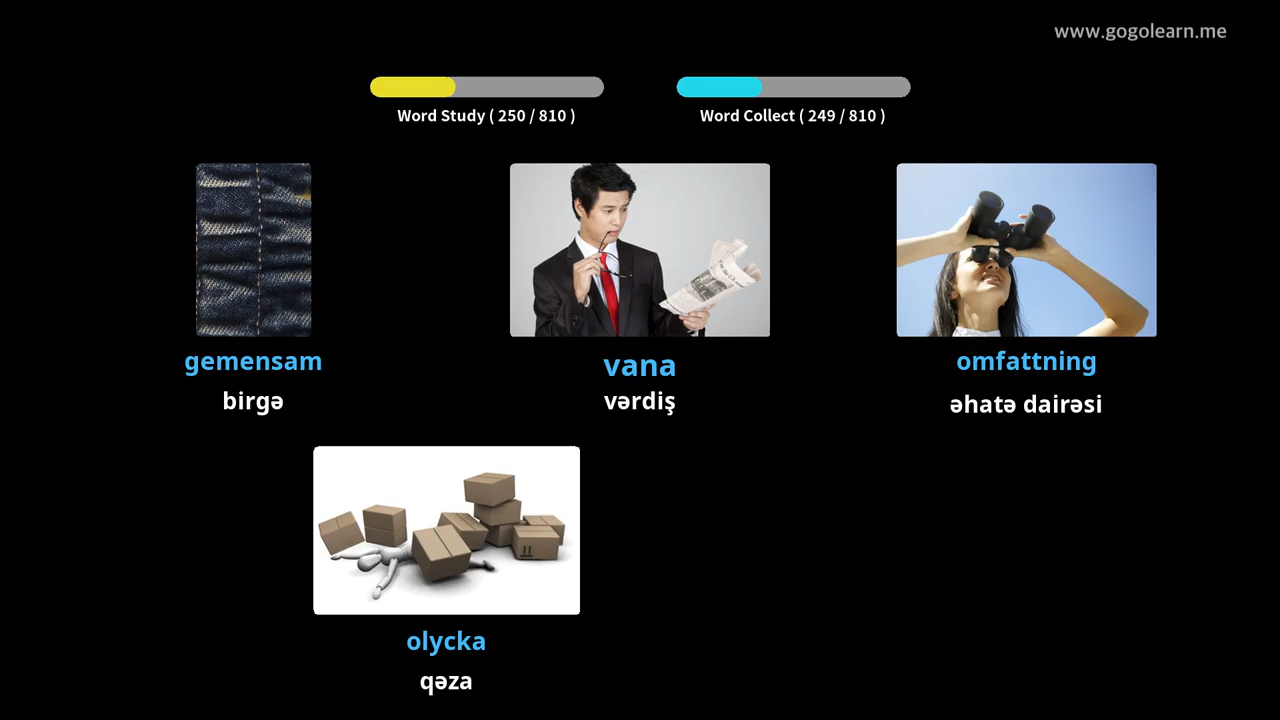 www.gogolearn.me
Word Study ( 250 / 810 )
Word Collect ( 249 / 810 )
gemensam
birgə
vana
vərdiş
omfattning
əhatə dairəsi
olycka
qəza